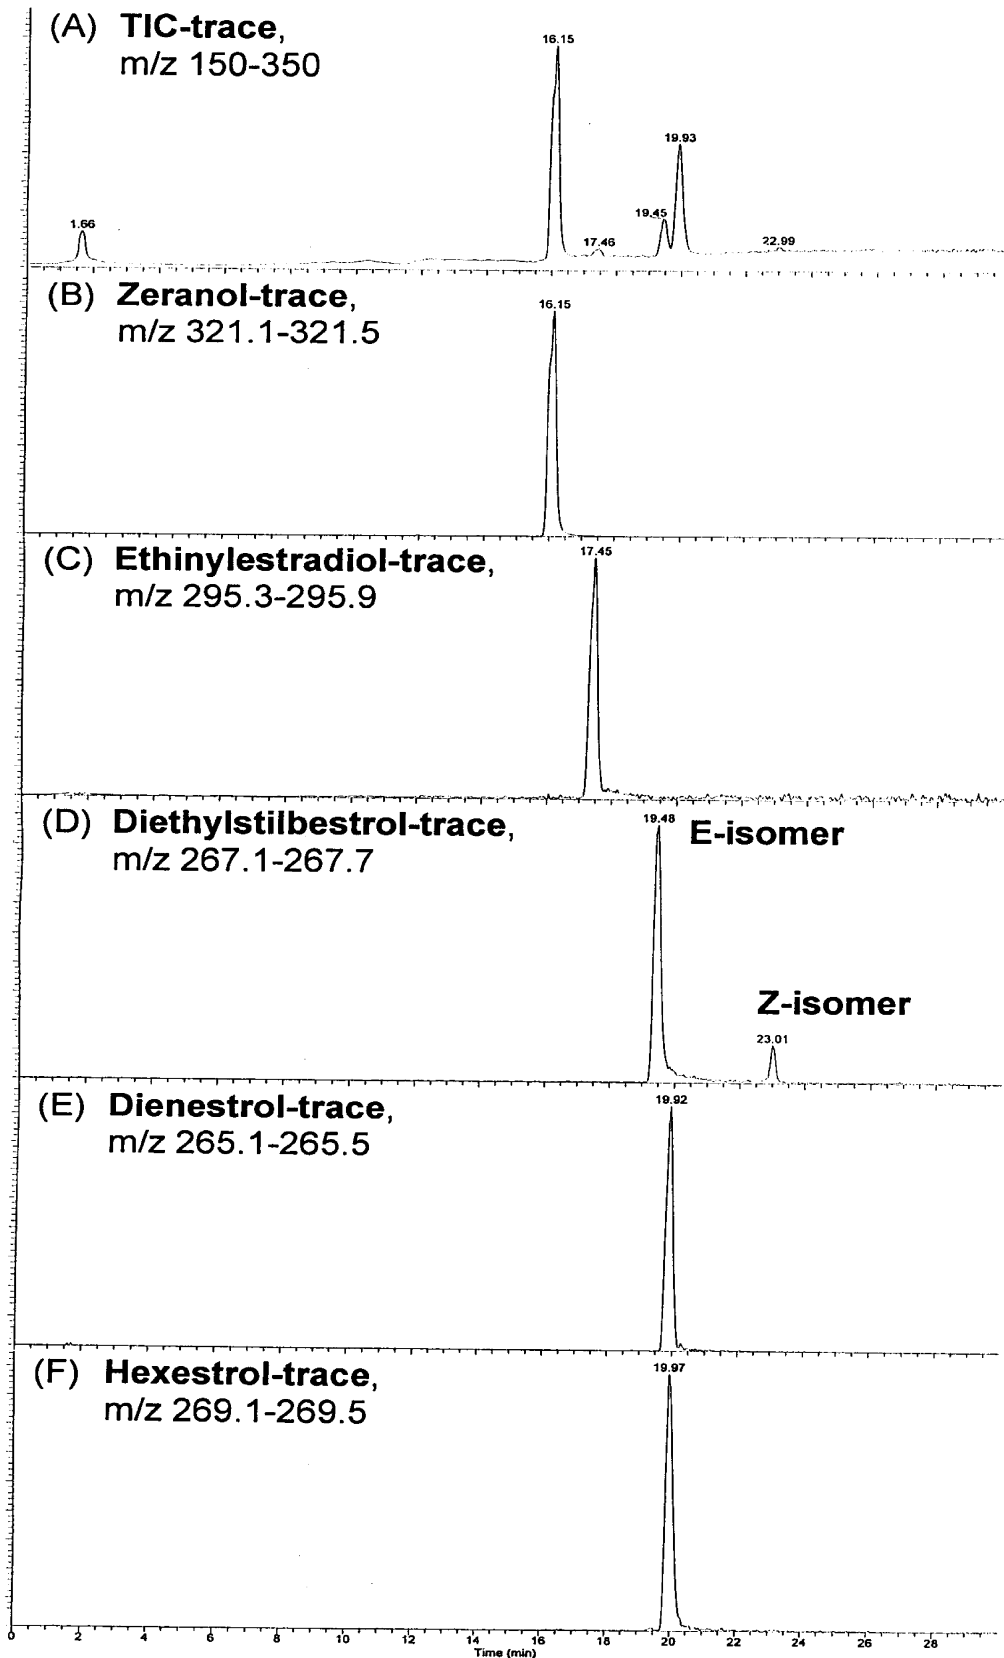 (A) TIC-trace,
m/z 150-350
16.15
19.93
19.45
1.66
17.46
22.99
(B) Zeranol-trace,
m/z 321.1-321.5
16.15
(C) Ethinylestradiol-trace,
m/z 295.3-295.9
17.45
(D) Diethylstilbestrol-trace,
m/z 267.1-267.7
19.48
E-isomer
Z-isomer
23.01
(E) Dienestrol-trace,
m/z 265.1-265.5
19.92
(F) Hexestrol-trace,
m/z 269.1-269.5
19.97
0 2 4 6 8 10 12 14 16 18 20 22 24 26 28
Time (min)